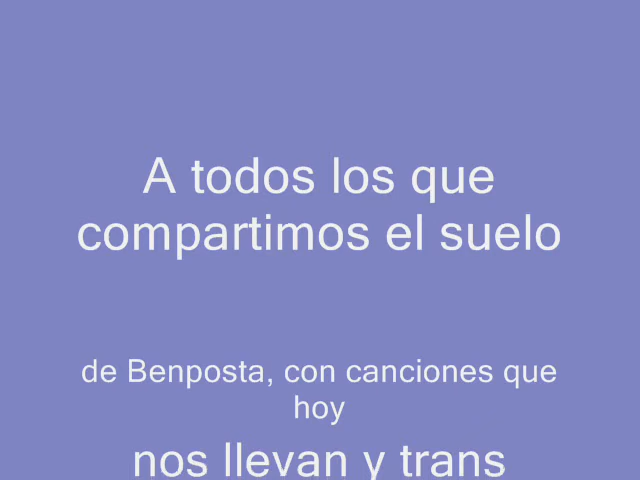 A todos los que
compartimos el suelo
de Benposta, con canciones que
hoy
nos llevan y trans